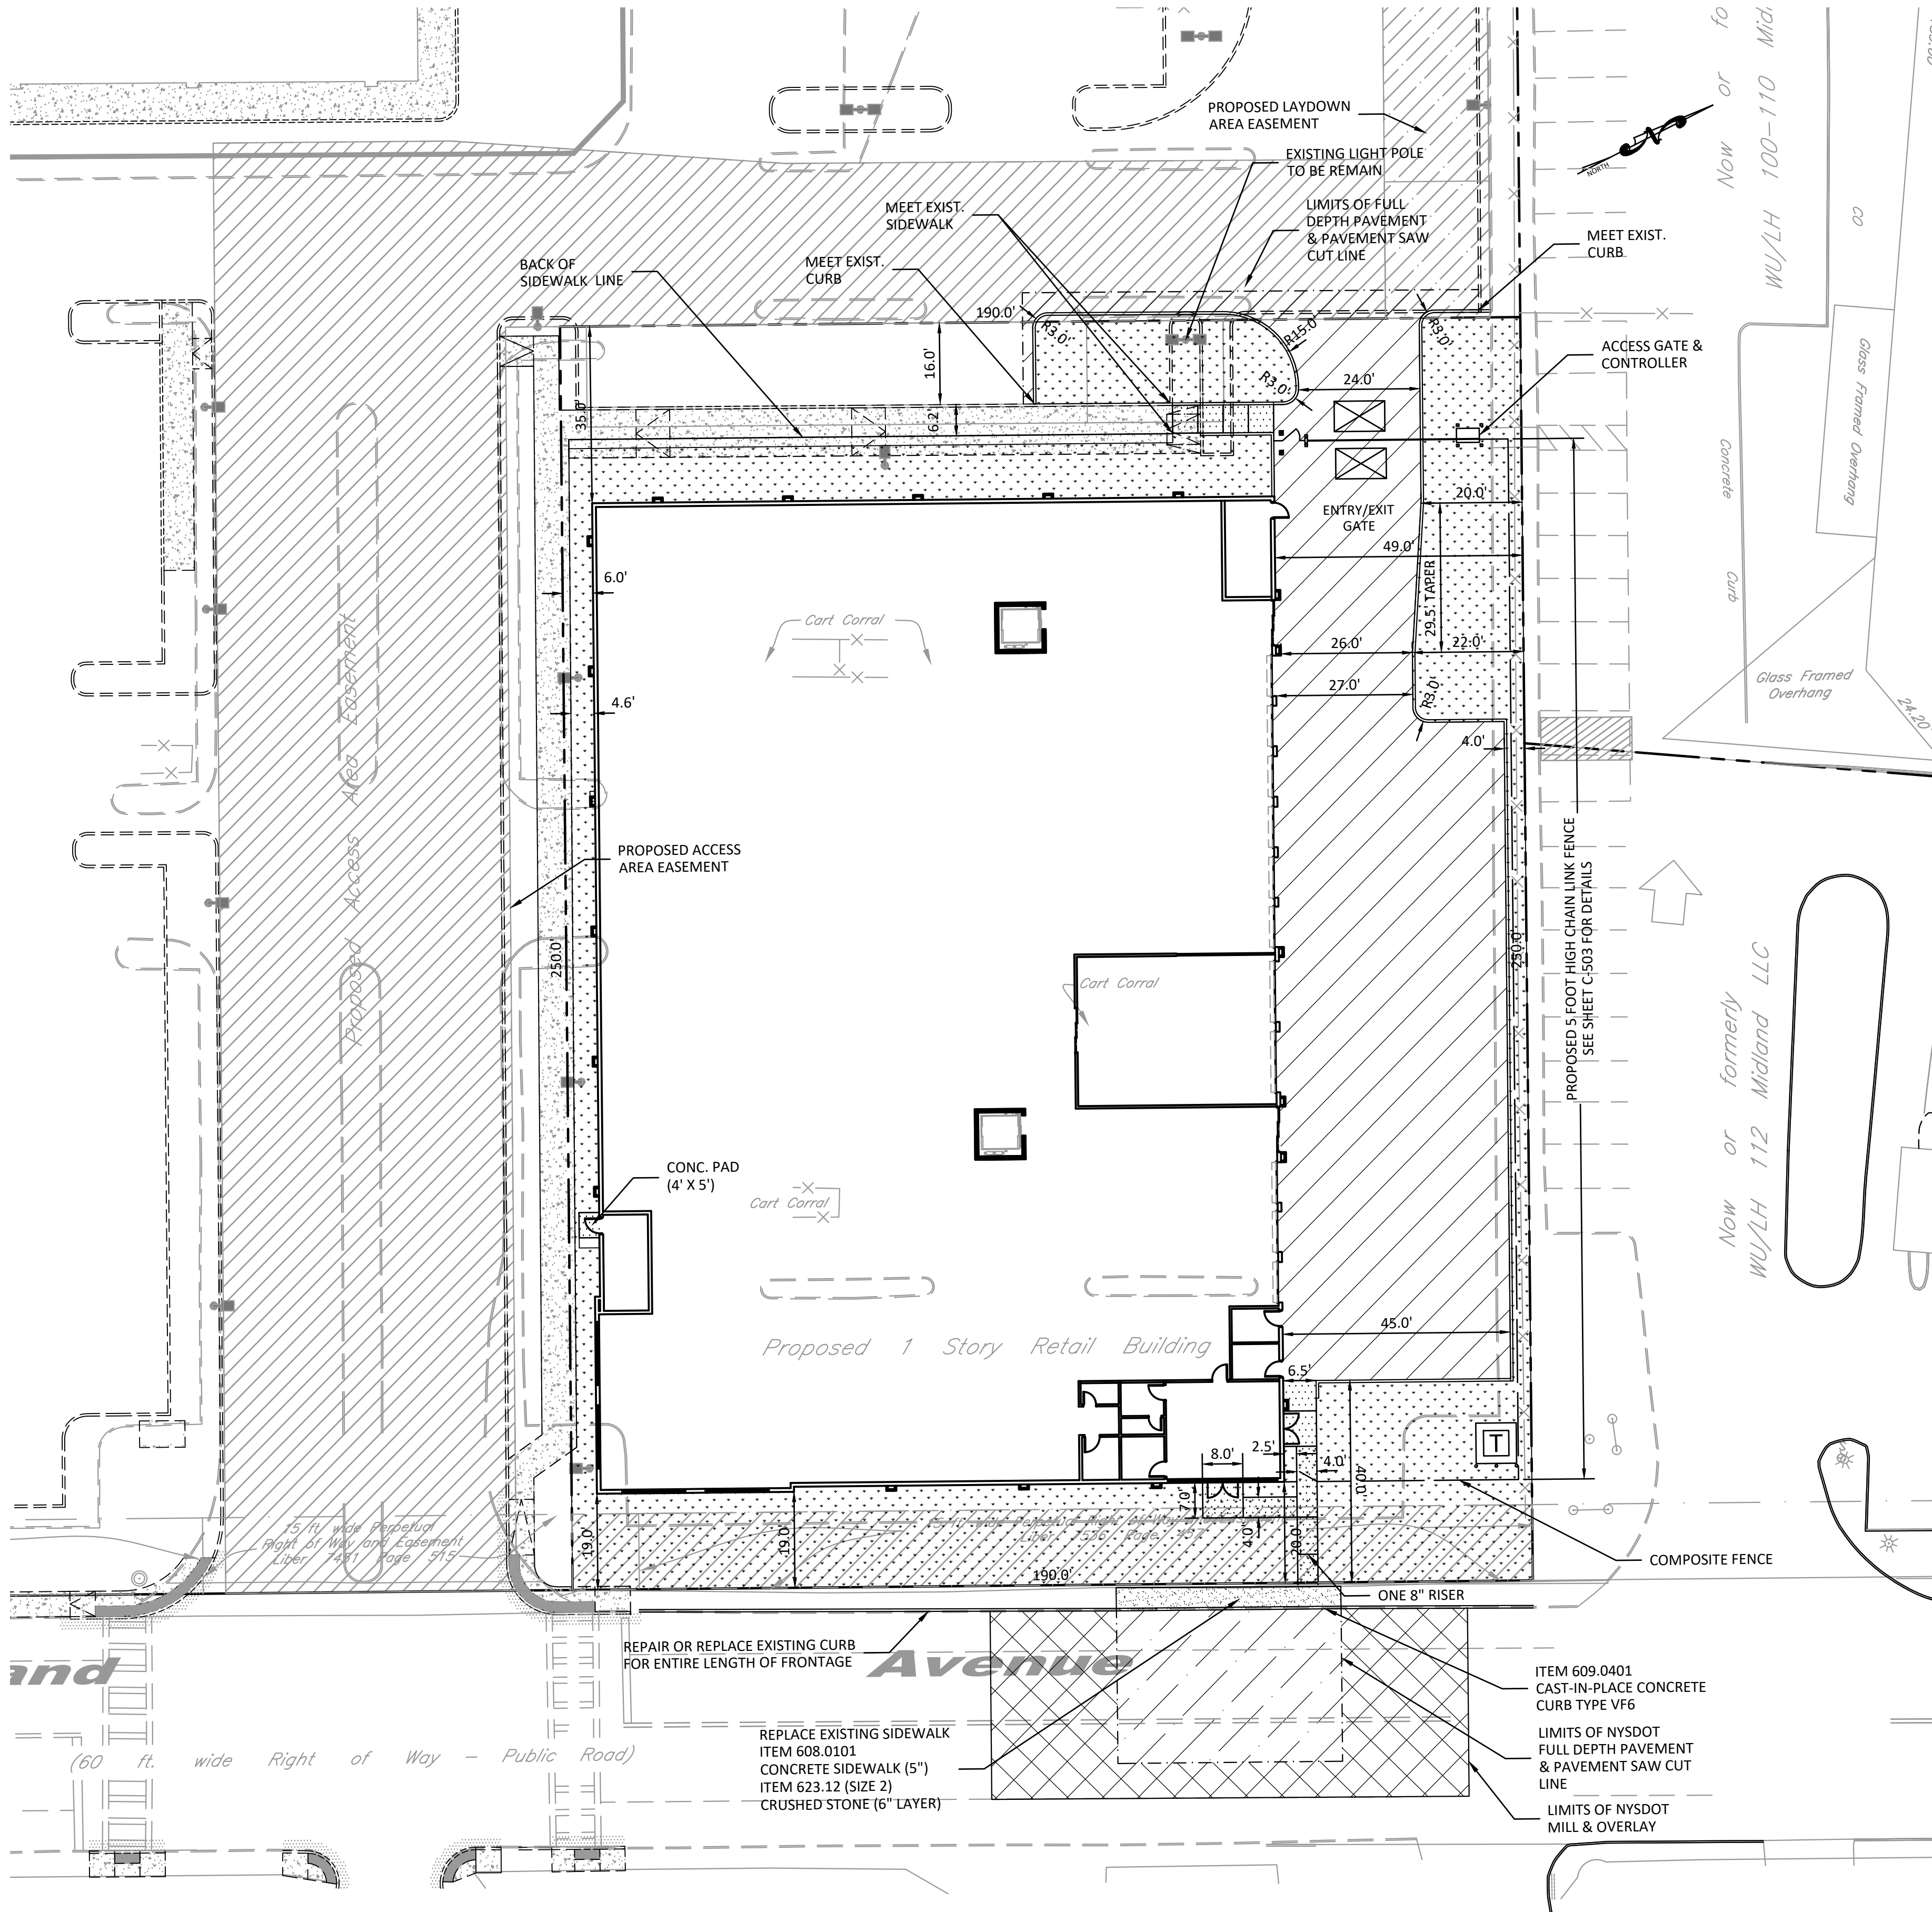 Now or fo
WU/LH 100-110 Midl
PROPOSED LAYDOWN
AREA EASEMENT
EXISTING LIGHT POLE
TO BE REMAIN
NORTH
MEET EXIST.
SIDEWALK
LIMITS OF FULL
DEPTH PAVEMENT
& PAVEMENT SAW
CUT LINE
CO
MEET EXIST.
CURB
BACK OF
SIDEWALK LINE
MEET EXIST.
CURB
190.0'
R3.0'
R15.0'
R3.0'
R3.0'
16.0'
35.0'
6.2'
24.0'
ACCESS GATE &
CONTROLLER
Glass Framed Overhang
Concrete
Curb
20.0'
ENTRY/EXIT
GATE
49.0'
6.0'
29.5' TAPER
Cart Corral
26.0'
22.0'
27.0'
R3.0'
4.6'
4.0'
Glass Framed
Overhang
24.20
Proposed Access Area Easement
PROPOSED ACCESS
AREA EASEMENT
250.0'
250.0'
PROPOSED 5 FOOT HIGH CHAIN LINK FENCE
SEE SHEET C-503 FOR DETAILS
Now or formerly
WU/LH 112 Midland LLC
Cart Corral
CONC. PAD
(4' X 5')
Cart Corral
Proposed 1 Story Retail Building
45.0'
6.5'
T
8.0'
2.5'
4.0'
40.0'
7.0'
4.0'
20.0'
19.0'
19.0'
15 ft. wide Perpetual
Right of Way and Easement
Liber 7481 Page 515
190.0'
COMPOSITE FENCE
ONE 8" RISER
REPAIR OR REPLACE EXISTING CURB
FOR ENTIRE LENGTH OF FRONTAGE
and Avenue
ITEM 609.0401
CAST-IN-PLACE CONCRETE
CURB TYPE VF6
REPLACE EXISTING SIDEWALK
ITEM 608.0101
CONCRETE SIDEWALK (5")
ITEM 623.12 (SIZE 2)
CRUSHED STONE (6" LAYER)
(60 ft. wide Right of Way - Public Road)
LIMITS OF NYSDOT
FULL DEPTH PAVEMENT
& PAVEMENT SAW CUT
LINE
LIMITS OF NYSDOT
MILL & OVERLAY